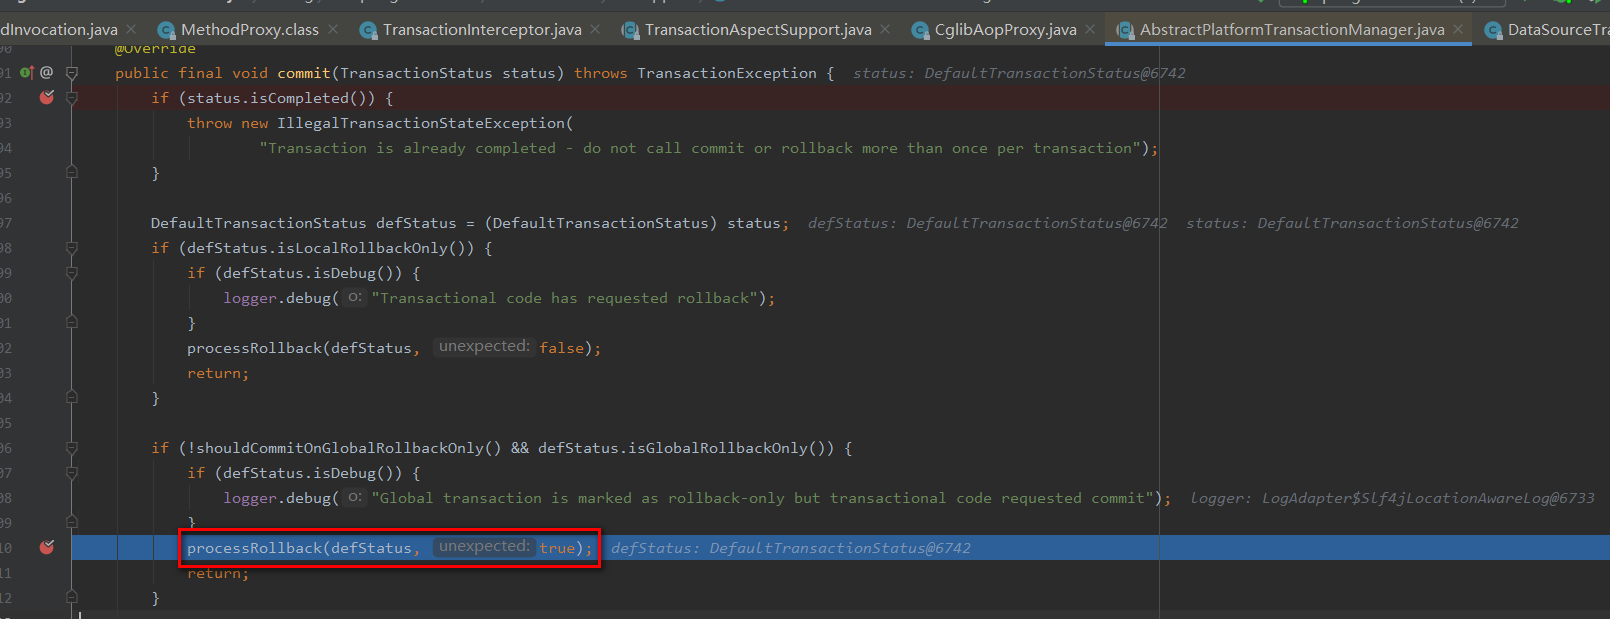 dInvocation.java MethodProxy.class TransactionInterceptor.java TransactionAspectSupport.java CglibAopProxy.java AbstractPlatformTransactionManager.java DataSourceTra
90 @Override
91 @ public final void commit(TransactionStatus status) throws TransactionException { status: DefaultTransactionStatus@6742
92 if (status.isCompleted()) {
93 throw new IllegalTransactionStateException(
94 "Transaction is already completed - do not call commit or rollback more than once per transaction");
95 }
96
97 DefaultTransactionStatus defStatus = (DefaultTransactionStatus) status; defStatus: DefaultTransactionStatus@6742 status: DefaultTransactionStatus@6742
98 if (defStatus.isLocalRollbackOnly()) {
99 if (defStatus.isDebug()) {
00 logger.debug( o: "Transactional code has requested rollback");
01 }
02 processRollback(defStatus, unexpected: false);
03 return;
04 }
05
06 if (!shouldCommitOnGlobalRollbackOnly() && defStatus.isGlobalRollbackOnly()) {
07 if (defStatus.isDebug()) {
08 logger.debug( o: "Global transaction is marked as rollback-only but transactional code requested commit"); logger: LogAdapter$Slf4jLocationAwareLog@6733
09 }
10 processRollback(defStatus, unexpected: true); defStatus: DefaultTransactionStatus@6742
11 return;
12 }